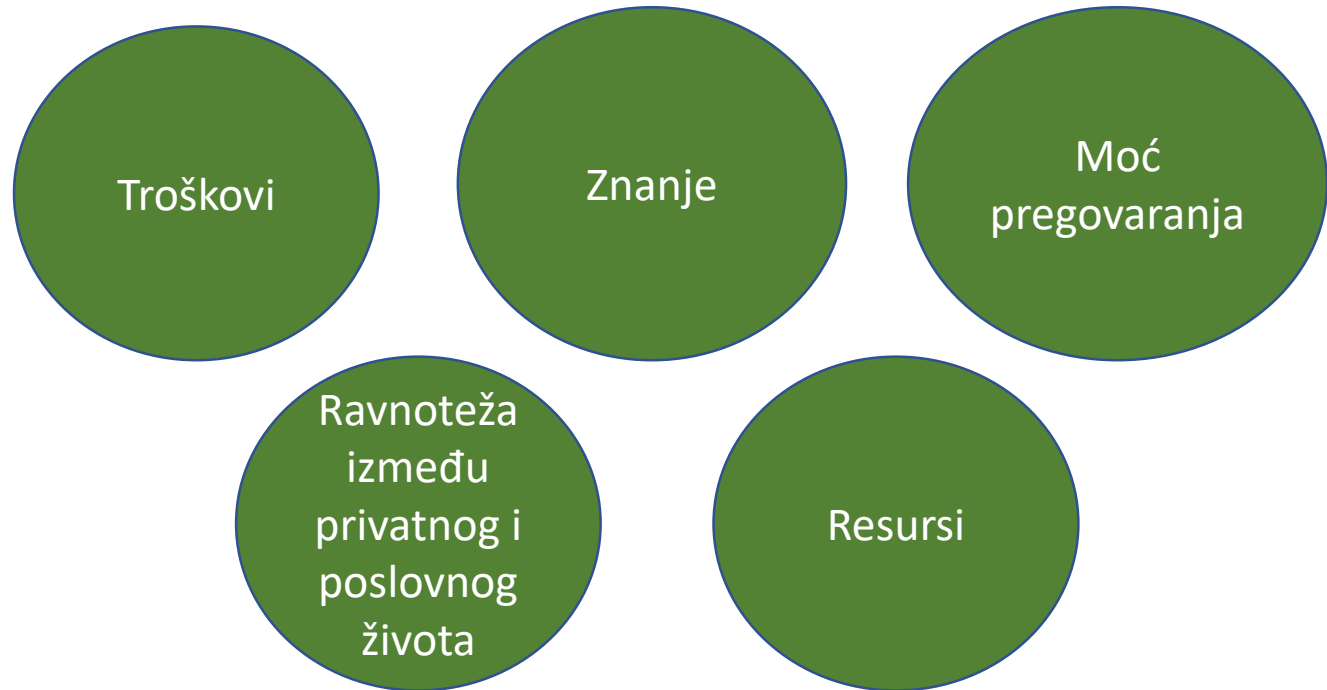 Troškovi
Znanje
Moć
pregovaranja
Ravnoteža
između
privatnog i
poslovnog
života
Resursi